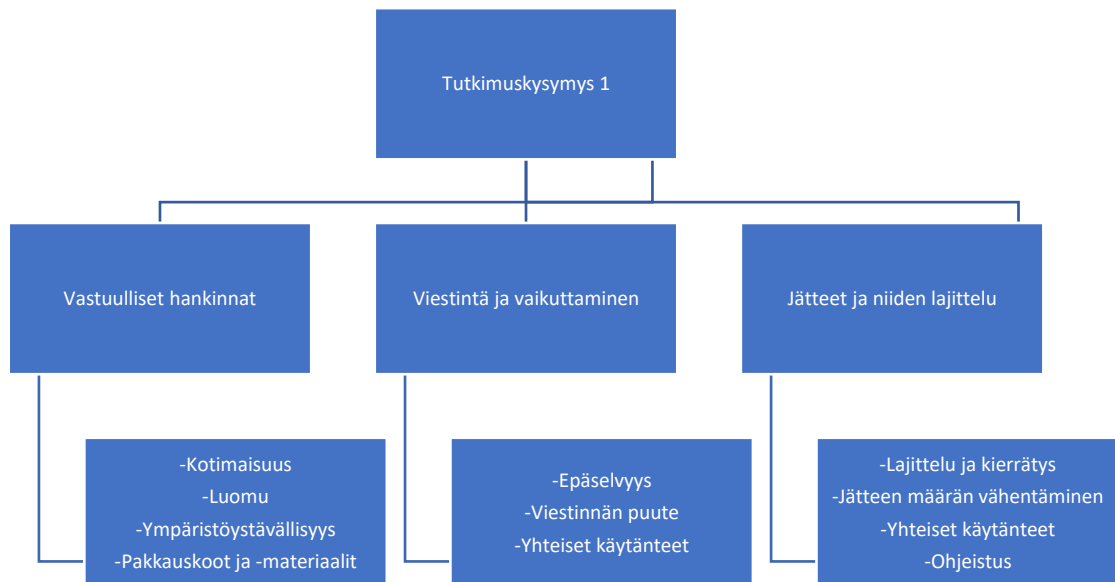 Tutkimuskysymys 1
Vastuulliset hankinnat
Viestintä ja vaikuttaminen
Jätteet ja niiden lajittelu
-Kotimaisuus
-Luomu
-Ympäristöystävällisyys
-Pakkauskoot ja -materiaalit
-Epäselvyys
-Viestinnän puute
-Yhteiset käytänteet
-Lajittelu ja kierrätys
-Jätteen määrän vähentäminen
-Yhteiset käytänteet
-Ohjeistus